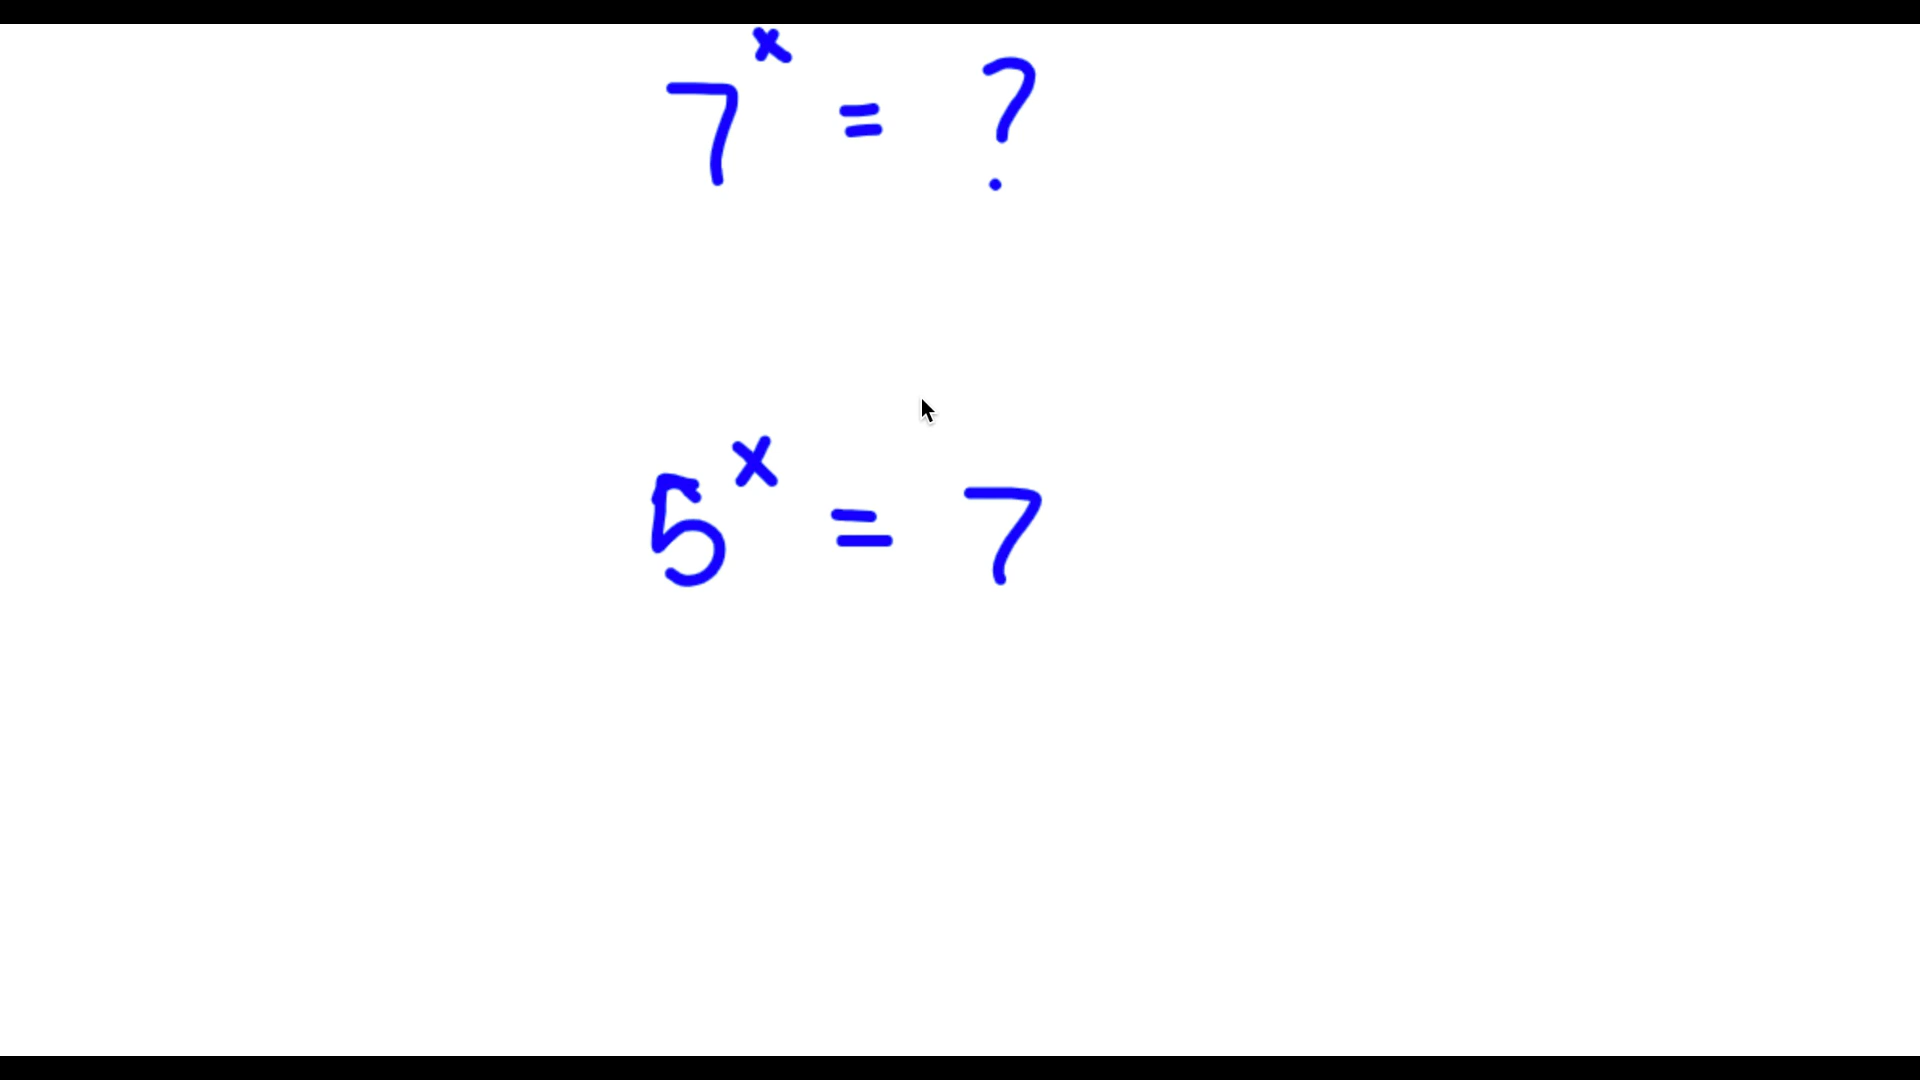 7^x = ?
5^x = 7